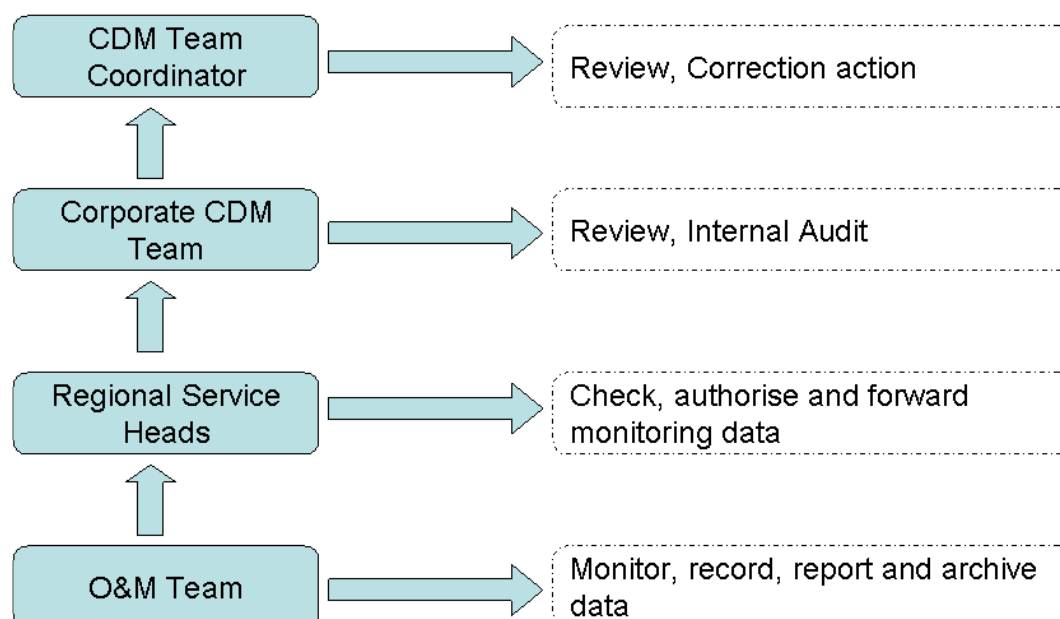 CDM Team
Coordinator
Review, Correction action
Corporate CDM
Team
Review, Internal Audit
Regional Service
Heads
Check, authorise and forward
monitoring data
O&M Team
Monitor, record, report and archive
data